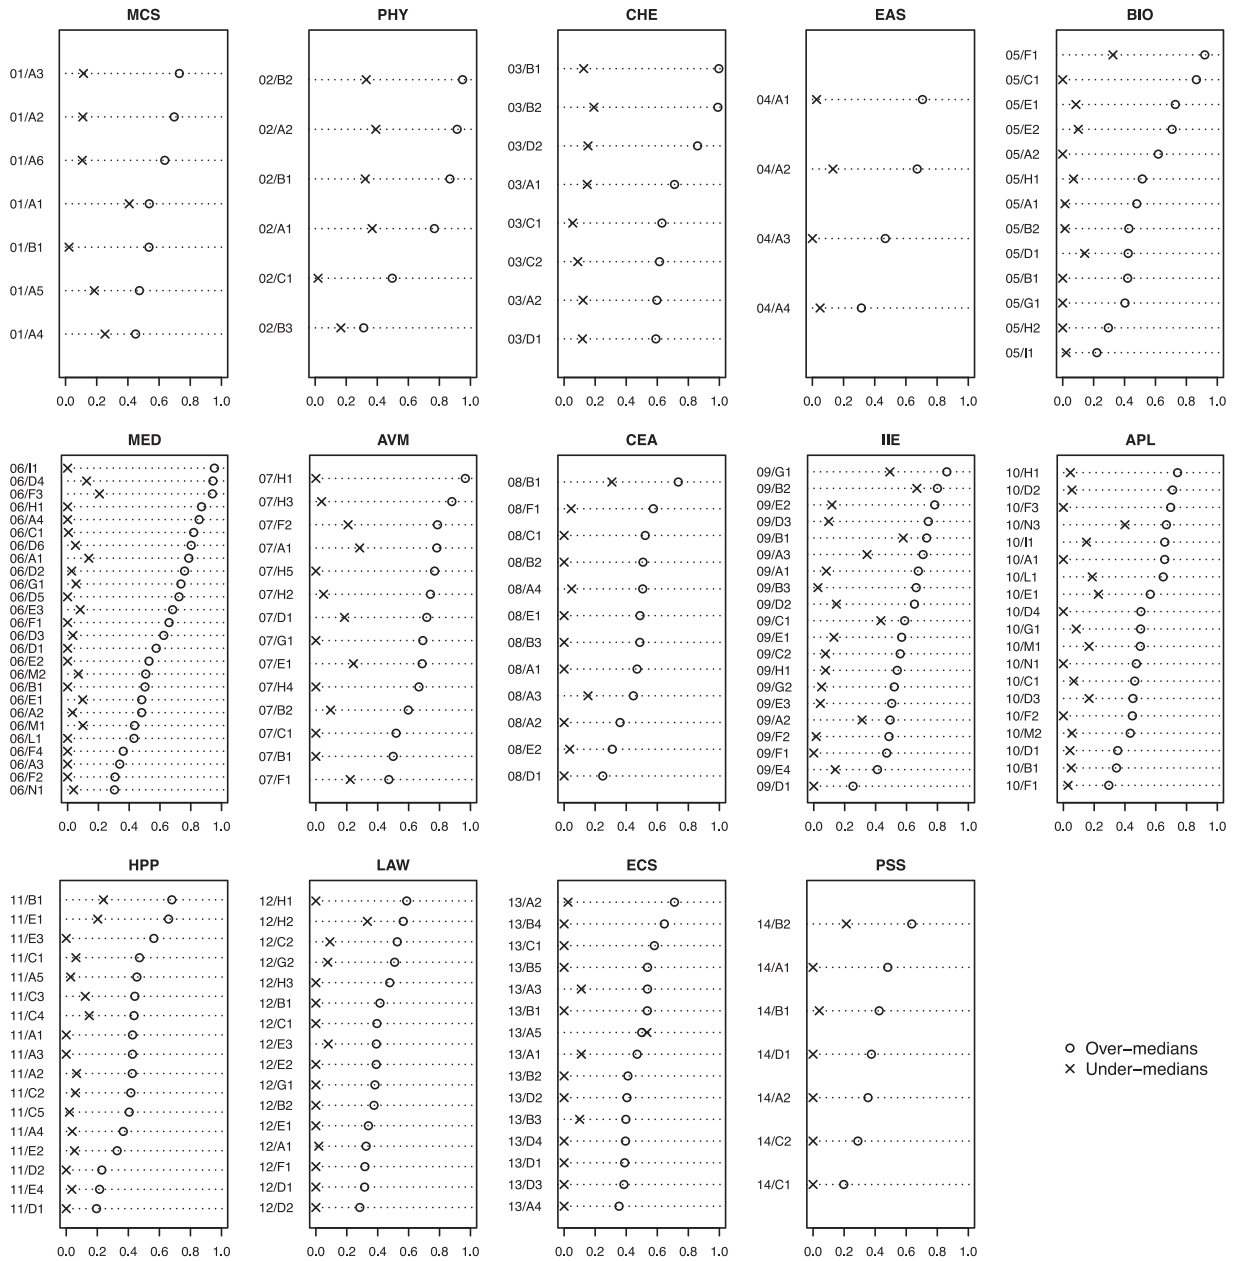 MCS
01/A3
01/A2
01/A6
01/A1
01/B1
01/A5
01/A4
0.0 0.2 0.4 0.6 0.8 1.0
PHY
02/B2
02/A2
02/B1
02/A1
02/C1
02/B3
0.0 0.2 0.4 0.6 0.8 1.0
CHE
03/B1
03/B2
03/D2
03/A1
03/C1
03/C2
03/A2
03/D1
0.0 0.2 0.4 0.6 0.8 1.0
EAS
04/A1
04/A2
04/A3
04/A4
0.0 0.2 0.4 0.6 0.8 1.0
BIO
05/F1
05/C1
05/E1
05/E2
05/A2
05/H1
05/A1
05/B2
05/D1
05/B1
05/G1
05/H2
05/I1
0.0 0.2 0.4 0.6 0.8 1.0
MED
06/I1
06/D4
06/F3
06/H1
06/A4
06/C1
06/D6
06/A1
06/D2
06/G1
06/D5
06/E3
06/F1
06/D3
06/D1
06/E2
06/M2
06/B1
06/E1
06/A2
06/M1
06/L1
06/F4
06/A3
06/F2
06/N1
0.0 0.2 0.4 0.6 0.8 1.0
AVM
07/H1
07/H3
07/F2
07/A1
07/H5
07/H2
07/D1
07/G1
07/E1
07/H4
07/B2
07/C1
07/B1
07/F1
0.0 0.2 0.4 0.6 0.8 1.0
CEA
08/B1
08/F1
08/C1
08/B2
08/A4
08/E1
08/B3
08/A1
08/A3
08/A2
08/E2
08/D1
0.0 0.2 0.4 0.6 0.8 1.0
IIE
09/G1
09/B2
09/E2
09/D3
09/B1
09/A3
09/A1
09/B3
09/D2
09/C1
09/E1
09/C2
09/H1
09/G2
09/E3
09/A2
09/F2
09/F1
09/E4
09/D1
0.0 0.2 0.4 0.6 0.8 1.0
APL
10/H1
10/D2
10/F3
10/N3
10/I1
10/A1
10/L1
10/E1
10/D4
10/G1
10/M1
10/N1
10/C1
10/D3
10/F2
10/M2
10/D1
10/B1
10/F1
0.0 0.2 0.4 0.6 0.8 1.0
HPP
11/B1
11/E1
11/E3
11/C1
11/A5
11/C3
11/C4
11/A1
11/A3
11/A2
11/C2
11/C5
11/A4
11/E2
11/D2
11/E4
11/D1
0.0 0.2 0.4 0.6 0.8 1.0
LAW
12/H1
12/H2
12/C2
12/G2
12/H3
12/B1
12/C1
12/E3
12/E2
12/G1
12/B2
12/E1
12/A1
12/F1
12/D1
12/D2
0.0 0.2 0.4 0.6 0.8 1.0
ECS
13/A2
13/B4
13/C1
13/B5
13/A3
13/B1
13/A5
13/A1
13/B2
13/D2
13/B3
13/D4
13/D1
13/D3
13/A4
0.0 0.2 0.4 0.6 0.8 1.0
PSS
14/B2
14/A1
14/B1
14/D1
14/A2
14/C2
14/C1
0.0 0.2 0.4 0.6 0.8 1.0
Over−medians
Under−medians